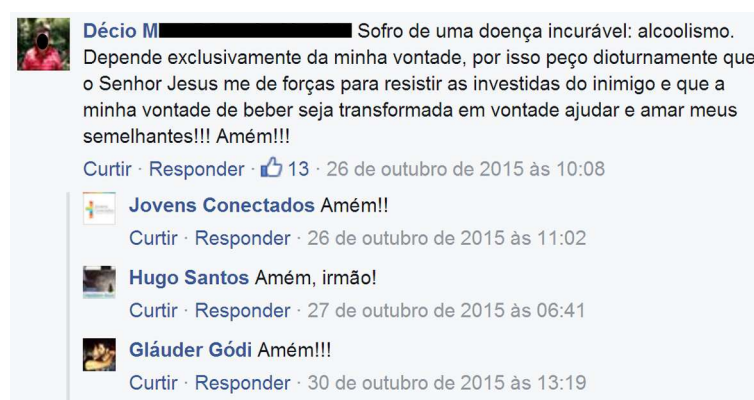 Décio M Sofro de uma doença incurável: alcoolismo.
Depende exclusivamente da minha vontade, por isso peço dioturnamente que
o Senhor Jesus me de forças para resistir as investidas do inimigo e que a
minha vontade de beber seja transformada em vontade ajudar e amar meus
semelhantes!!! Amém!!!
Curtir · Responder · 13 · 26 de outubro de 2015 às 10:08
Jovens Conectados Amém!!
Curtir · Responder · 26 de outubro de 2015 às 11:02
Hugo Santos Amém, irmão!
Curtir · Responder · 27 de outubro de 2015 às 06:41
Gláuder Gódi Amém!!!
Curtir · Responder · 30 de outubro de 2015 às 13:19